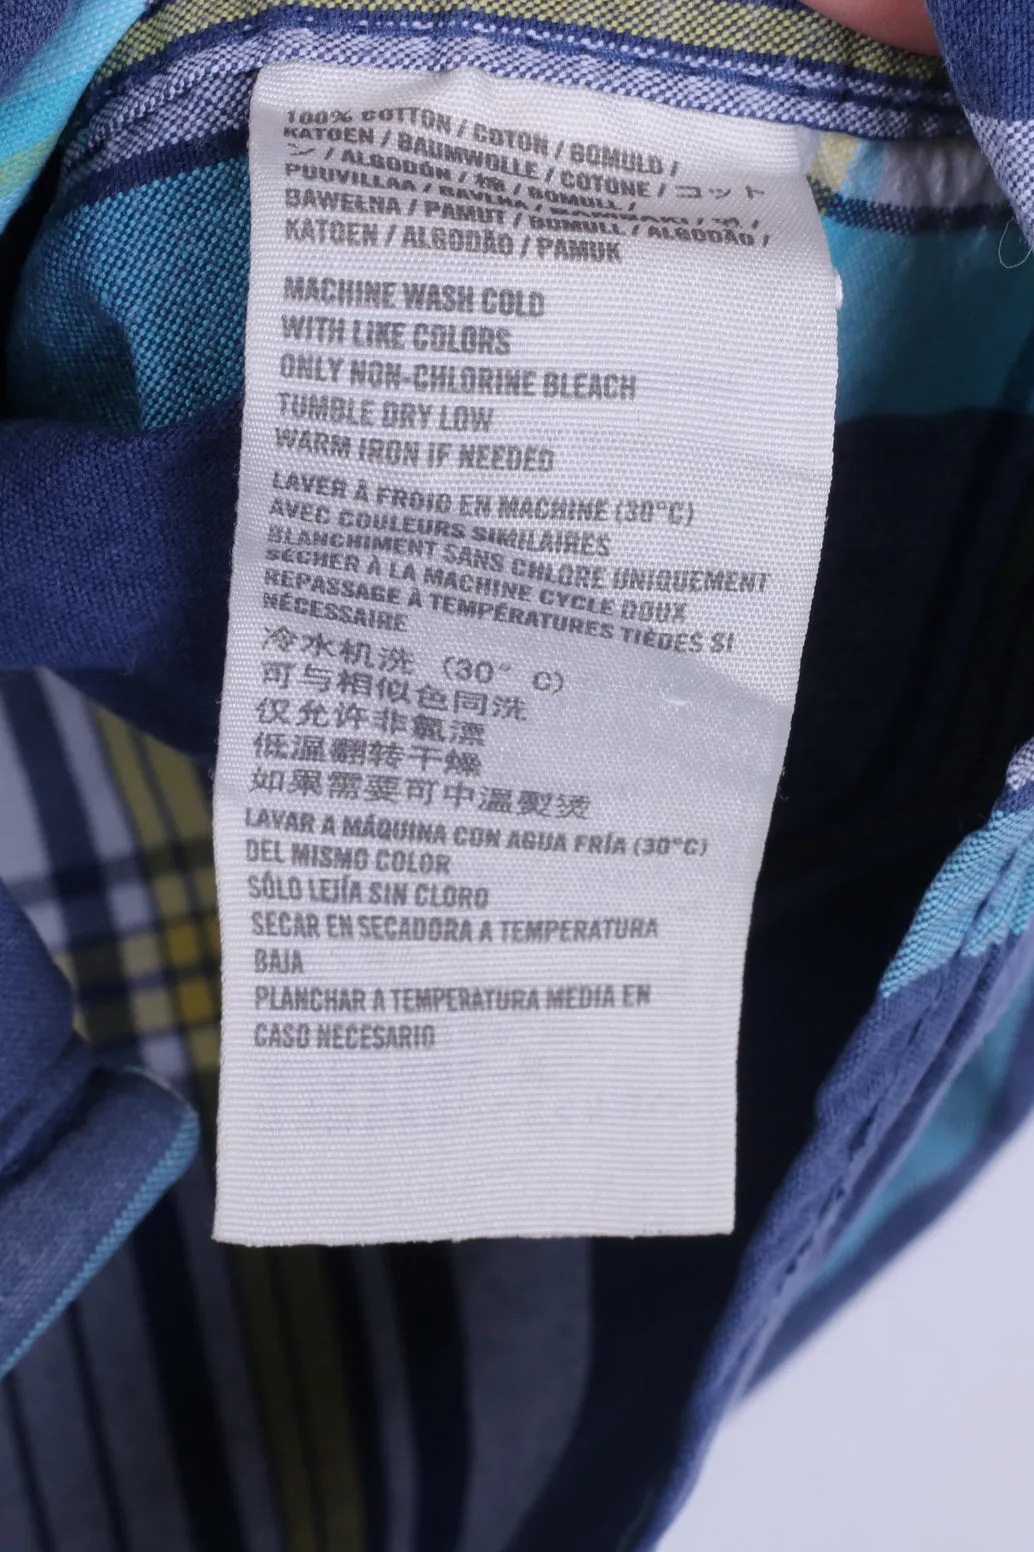 100% COTTON / COTON / BOMULD /
KATOEN / BAUMWOLLE / COTONE / コット
ン / ALGODÓN / 棉 / BOMULL /
PUUVILLAA / BAVLNA /
BAWEŁNA / PAMUT / BUMULL / ALGODÃO /
KATOEN / ALGODÃO / PAMUK
MACHINE WASH COLD
WITH LIKE COLORS
ONLY NON-CHLORINE BLEACH
TUMBLE DRY LOW
WARM IRON IF NEEDED
LAVER À FROID EN MACHINE (30°C)
AVEC COULEURS SIMILAIRES
BLANCHIMENT SANS CHLORE UNIQUEMENT
SÉCHER À LA MACHINE CYCLE DOUX
REPASSAGE À TEMPÉRATURES TIÈDES SI
NÉCESSAIRE
冷水机洗 (30° C)
可与相似色同洗
仅允许非氯漂
低温翻转干燥
如果需要可中温熨烫
LAVAR A MÁQUINA CON AGUA FRÍA (30°C)
DEL MISMO COLOR
SÓLO LEJÍA SIN CLORO
SECAR EN SECADORA A TEMPERATURA
BAJA
PLANCHAR A TEMPERATURA MEDIA EN
CASO NECESARIO